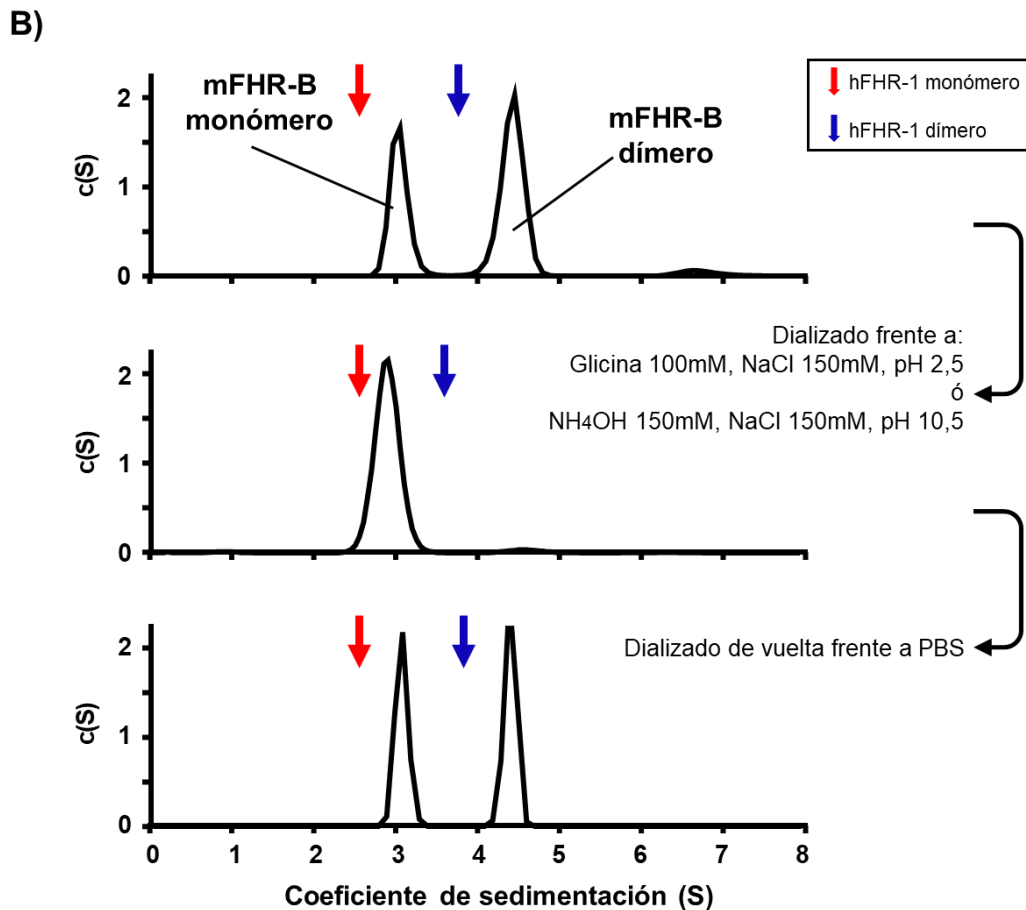 B)
mFHR-B
monómero
mFHR-B
dímero
hFHR-1 monómero
hFHR-1 dímero
c(S)
2
1
0
Dializado frente a:
Glicina 100mM, NaCl 150mM, pH 2,5
ó
NH4OH 150mM, NaCl 150mM, pH 10,5
c(S)
2
1
0
Dializado de vuelta frente a PBS
c(S)
2
1
0
0 1 2 3 4 5 6 7 8
Coeficiente de sedimentación (S)